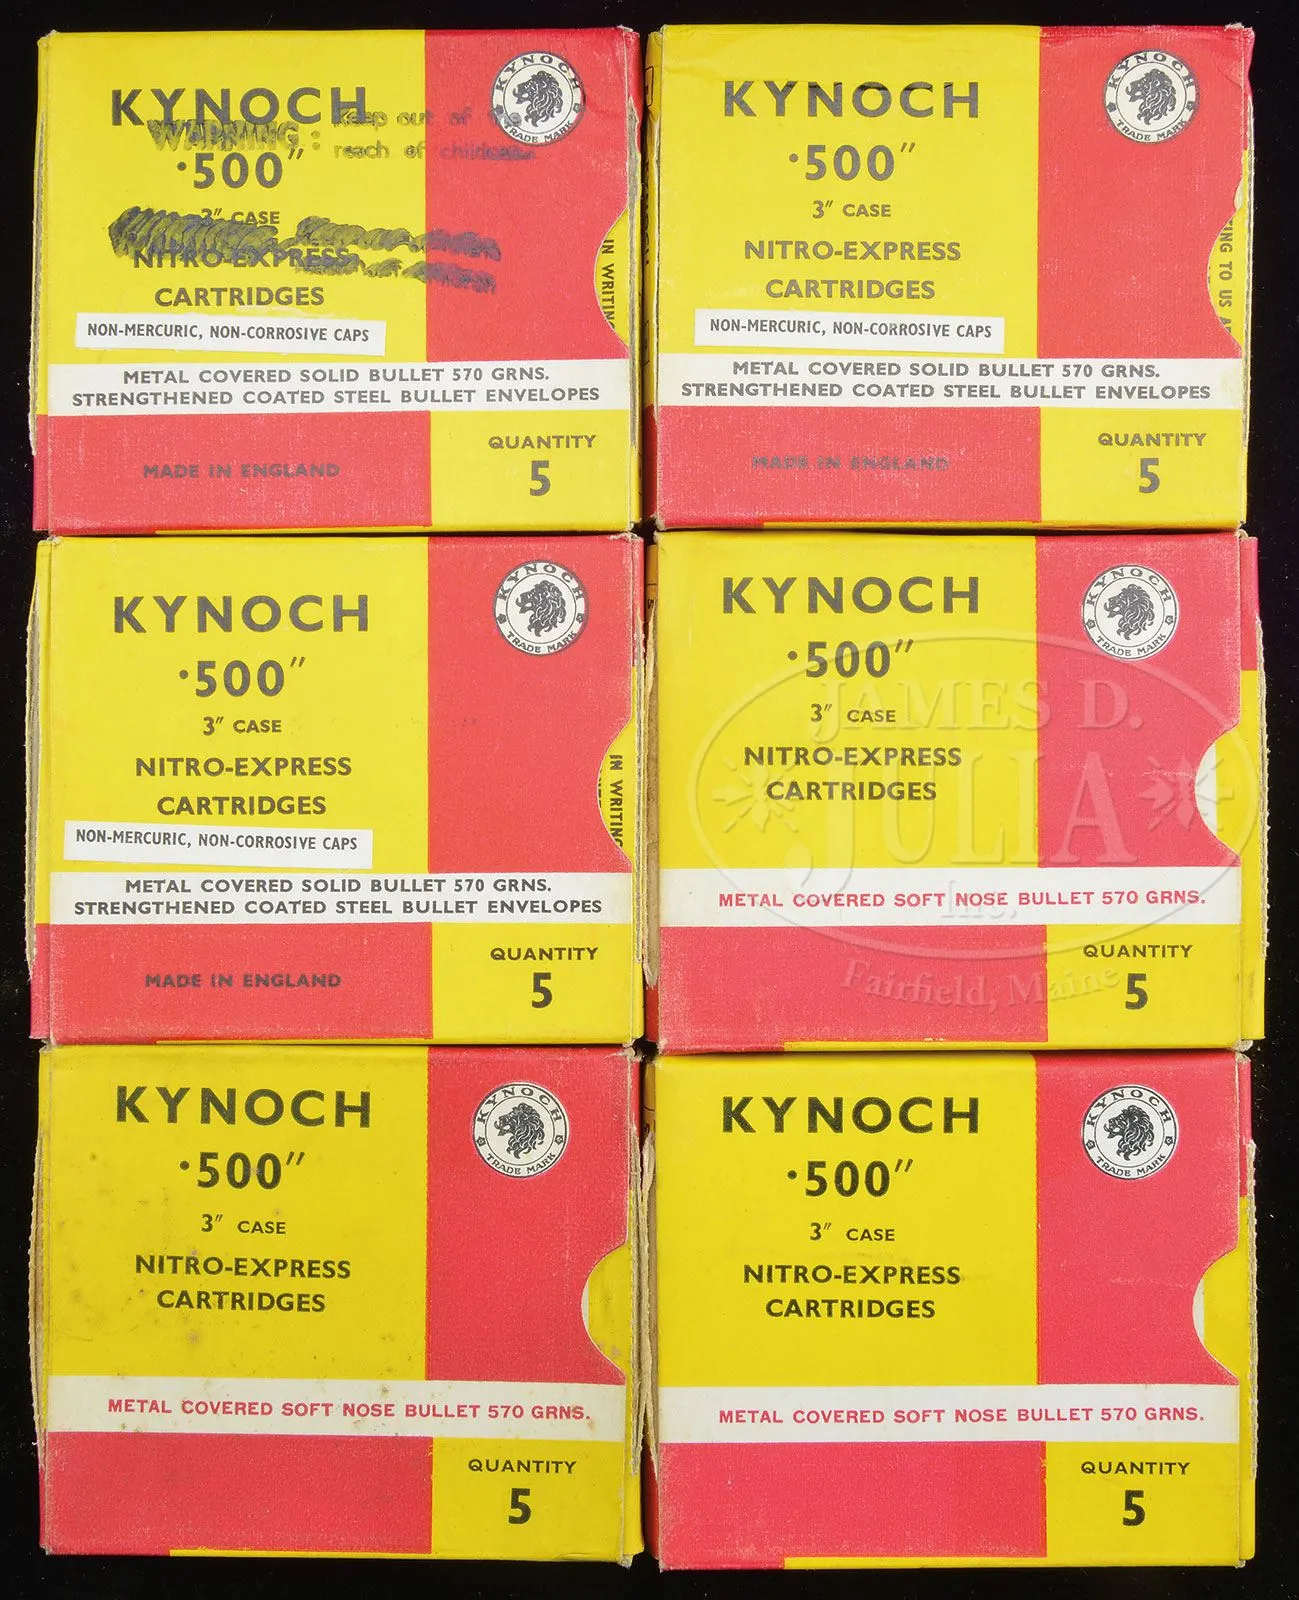 KYNOCH
KYNOCH
TRADE MARK
WARNING: Keep out of the
reach of children.
·500"
3" CASE
NITRO-EXPRESS
CARTRIDGES
NON-MERCURIC, NON-CORROSIVE CAPS
METAL COVERED SOLID BULLET 570 GRNS.
STRENGTHENED COATED STEEL BULLET ENVELOPES
MADE IN ENGLAND
QUANTITY
5
IN WRITING
KYNOCH
KYNOCH
TRADE MARK
·500"
3" CASE
NITRO-EXPRESS
CARTRIDGES
NON-MERCURIC, NON-CORROSIVE CAPS
METAL COVERED SOLID BULLET 570 GRNS.
STRENGTHENED COATED STEEL BULLET ENVELOPES
MADE IN ENGLAND
QUANTITY
5
TO US
KYNOCH
KYNOCH
TRADE MARK
·500"
3" CASE
NITRO-EXPRESS
CARTRIDGES
NON-MERCURIC, NON-CORROSIVE CAPS
METAL COVERED SOLID BULLET 570 GRNS.
STRENGTHENED COATED STEEL BULLET ENVELOPES
MADE IN ENGLAND
QUANTITY
5
IN WRITING
KYNOCH
KYNOCH
TRADE MARK
·500"
3" CASE
NITRO-EXPRESS
CARTRIDGES
METAL COVERED SOFT NOSE BULLET 570 GRNS.
QUANTITY
5
JAMES D.
JULIA
Inc.
Fairfield, Maine
KYNOCH
KYNOCH
TRADE MARK
·500"
3" CASE
NITRO-EXPRESS
CARTRIDGES
METAL COVERED SOFT NOSE BULLET 570 GRNS.
QUANTITY
5
KYNOCH
KYNOCH
TRADE MARK
·500"
3" CASE
NITRO-EXPRESS
CARTRIDGES
METAL COVERED SOFT NOSE BULLET 570 GRNS.
QUANTITY
5